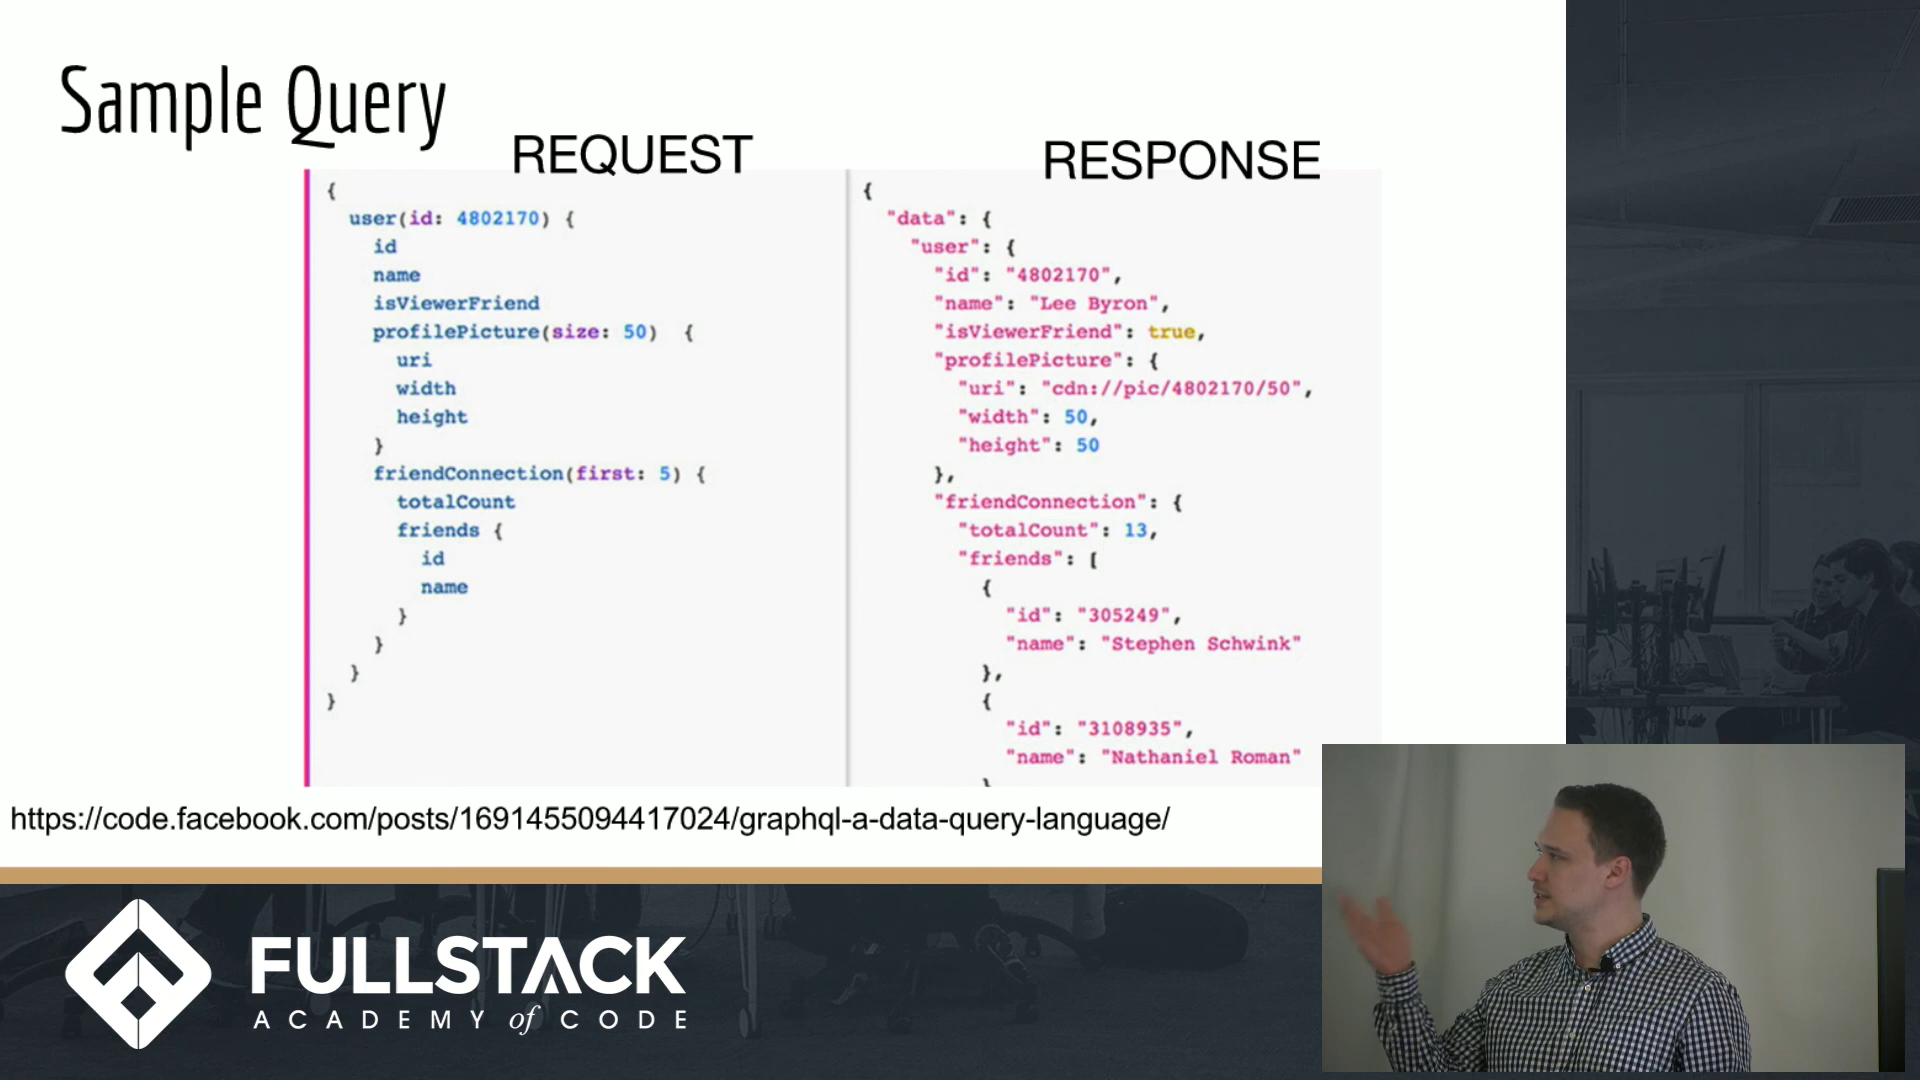 Sample Query
REQUEST
{
user(id: 4802170) {
id
name
isViewerFriend
profilePicture(size: 50)  {
uri
width
height
}
friendConnection(first: 5) {
totalCount
friends {
id
name
}
}
}
}
RESPONSE
{
"data": {
"user": {
"id": "4802170",
"name": "Lee Byron",
"isViewerFriend": true,
"profilePicture": {
"uri": "cdn://pic/4802170/50",
"width": 50,
"height": 50
},
"friendConnection": {
"totalCount": 13,
"friends": [
{
"id": "305249",
"name": "Stephen Schwink"
},
{
"id": "3108935",
"name": "Nathaniel Roman"
https://code.facebook.com/posts/1691455094417024/graphql-a-data-query-language/
FULLSTACK
ACADEMY of CODE